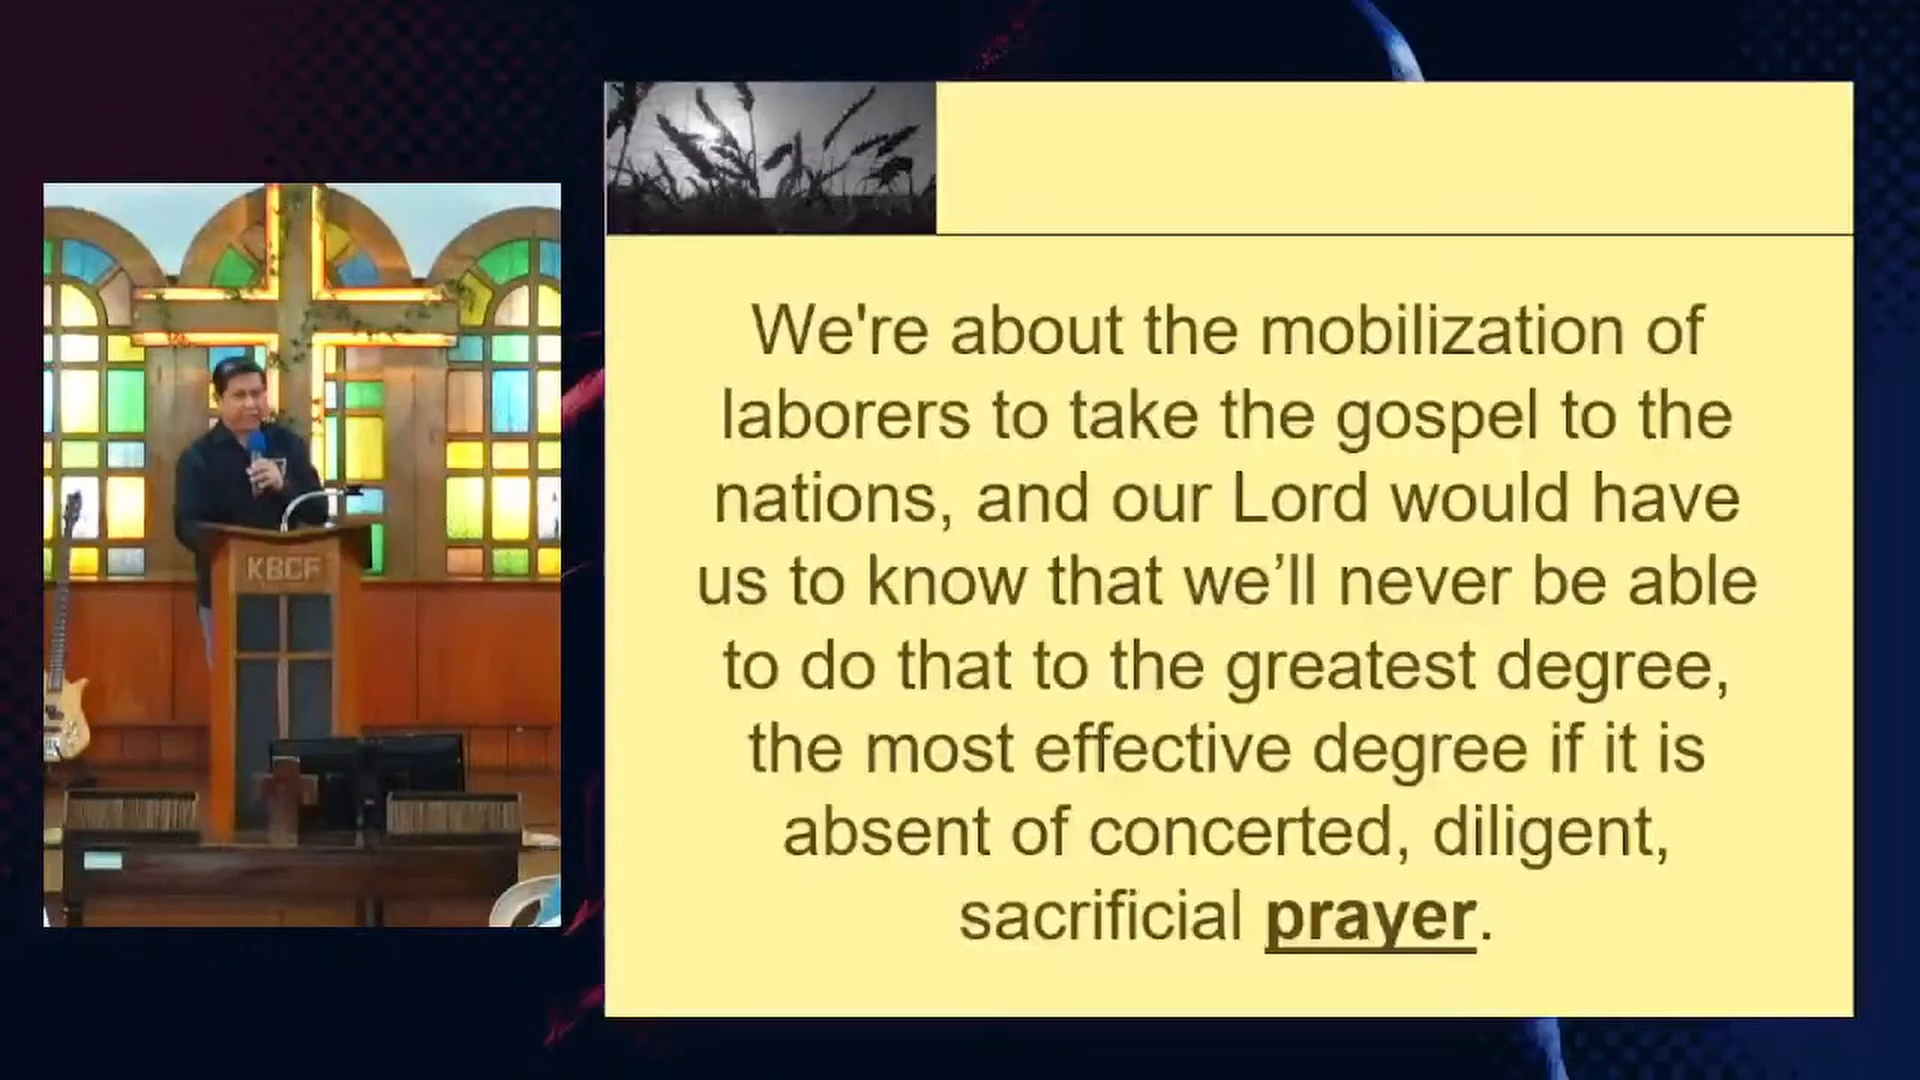 KBCF
We're about the mobilization of
laborers to take the gospel to the
nations, and our Lord would have
us to know that we’ll never be able
to do that to the greatest degree,
the most effective degree if it is
absent of concerted, diligent,
sacrificial prayer.